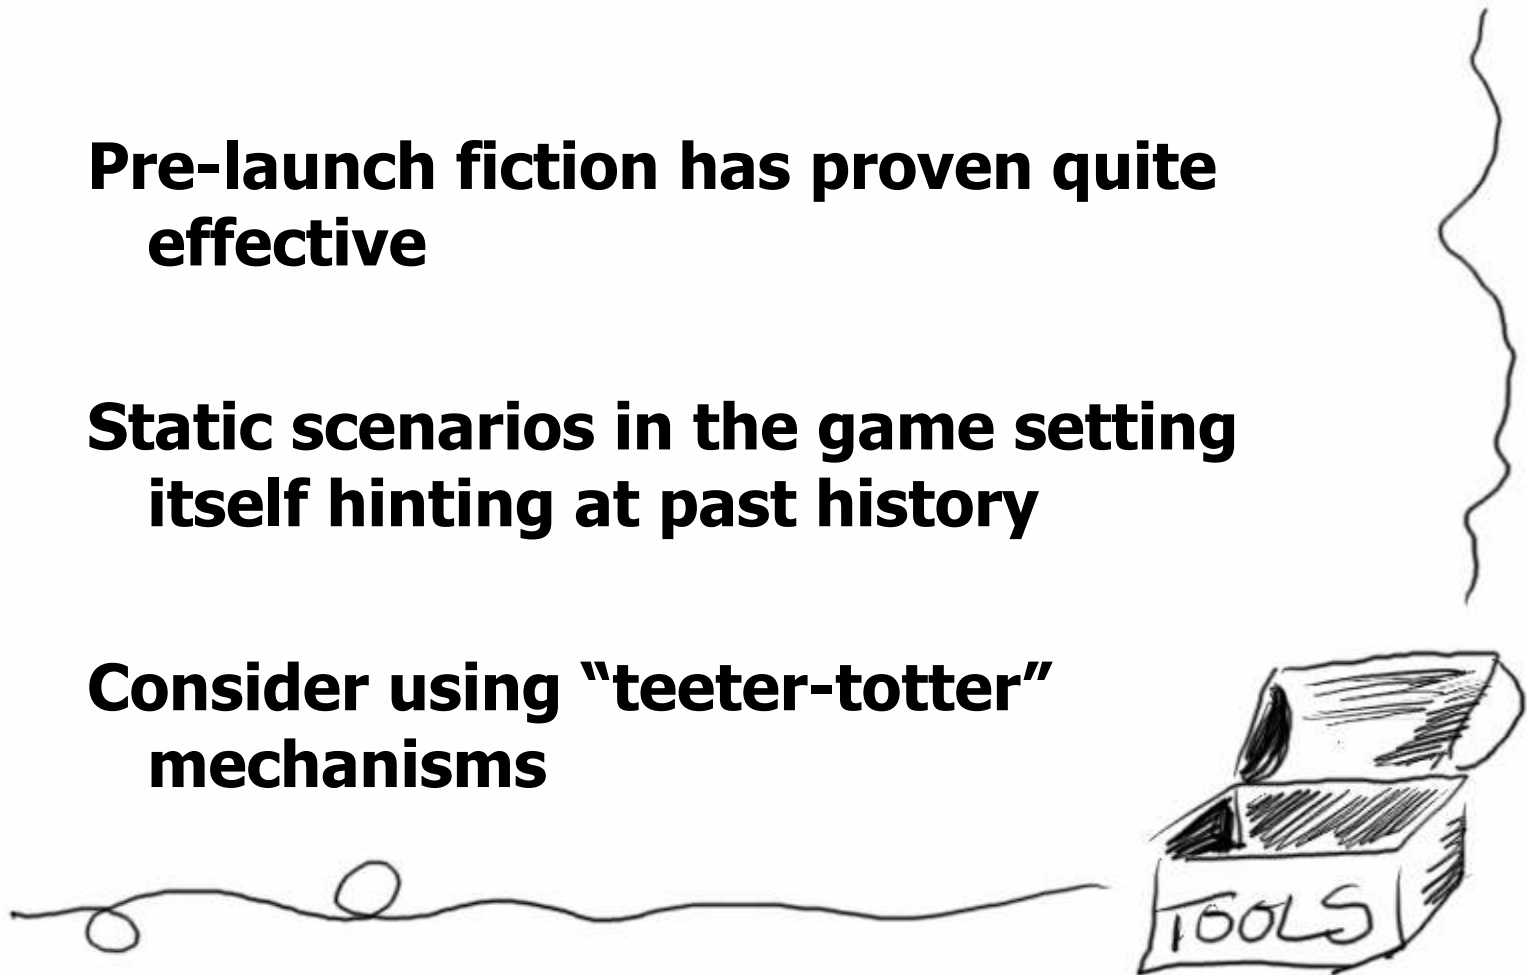 Pre-launch fiction has proven quite
effective
Static scenarios in the game setting
itself hinting at past history
Consider using “teeter-totter”
mechanisms
TOOLS